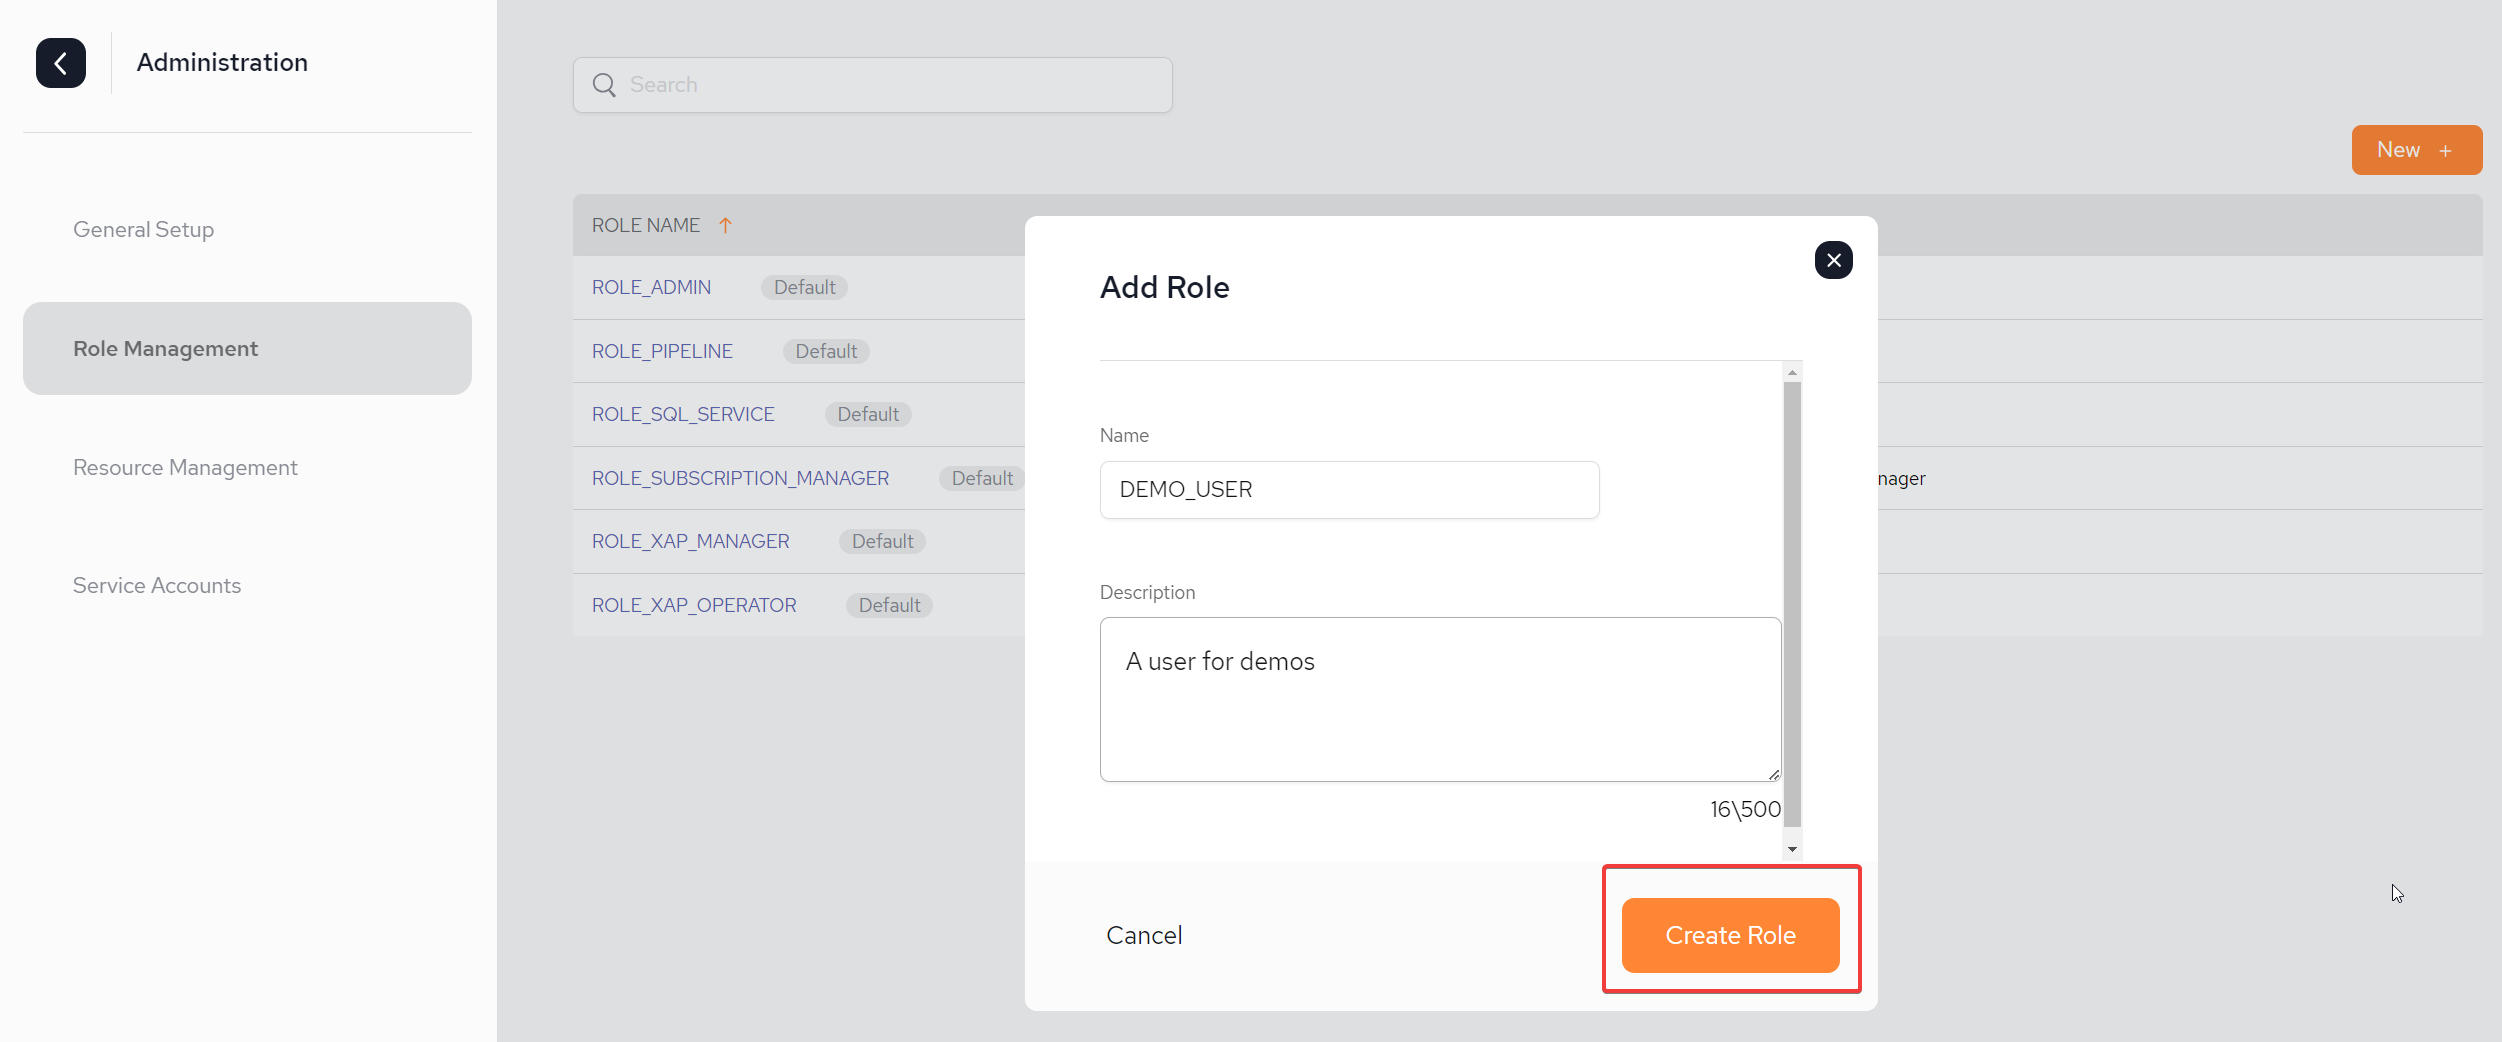 Administration
General Setup
Role Management
Resource Management
Service Accounts
Search
New +
ROLE NAME
ROLE_ADMIN Default
ROLE_PIPELINE Default
ROLE_SQL_SERVICE Default
ROLE_SUBSCRIPTION_MANAGER Default nager
ROLE_XAP_MANAGER Default
ROLE_XAP_OPERATOR Default
Add Role
Name
DEMO_USER
Description
A user for demos
16\500
Cancel
Create Role